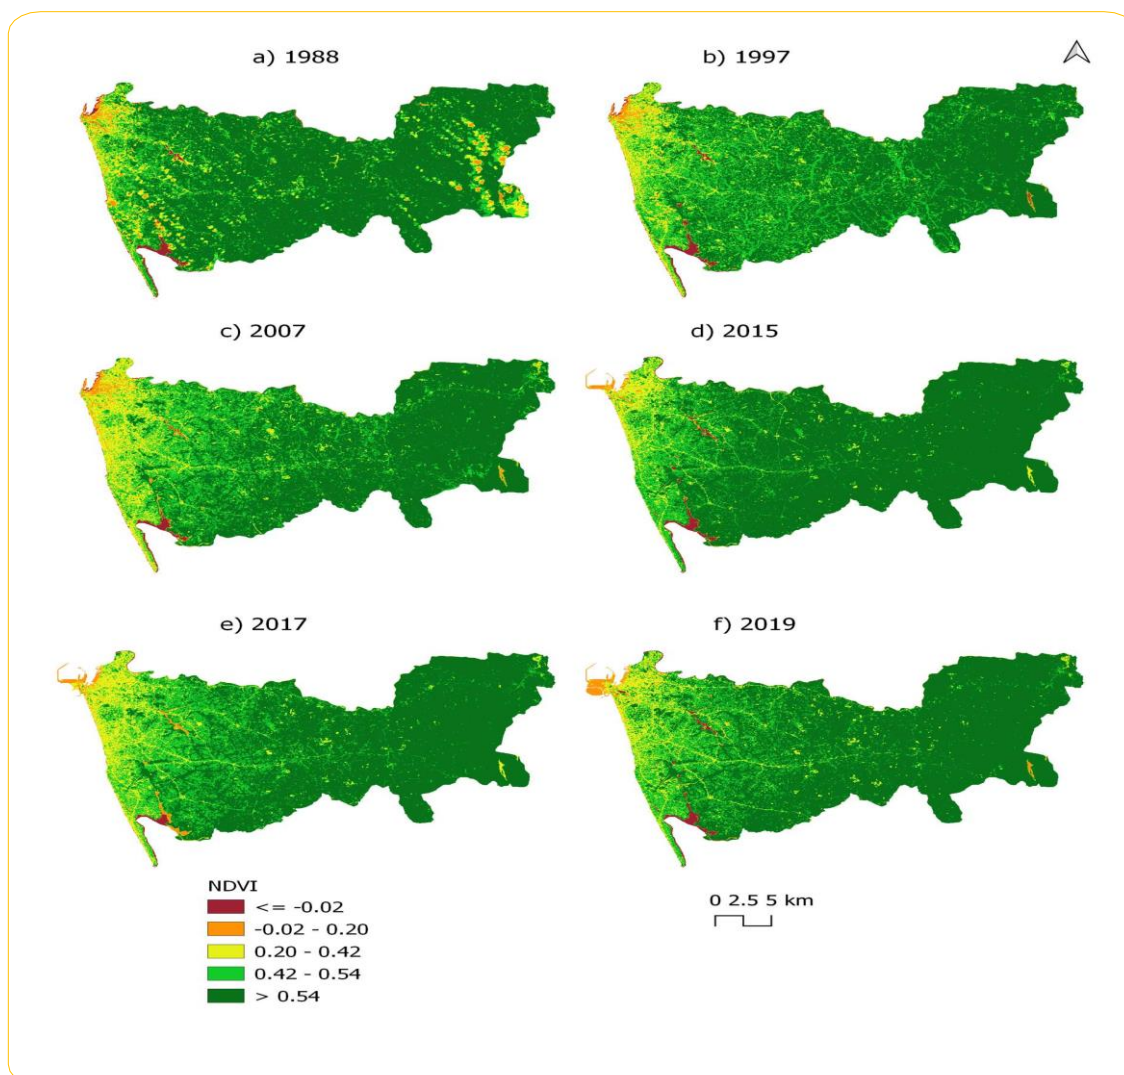 a) 1988
b) 1997
c) 2007
d) 2015
e) 2017
f) 2019
NDVI
<= -0.02
-0.02 - 0.20
0.20 - 0.42
0.42 - 0.54
> 0.54
0 2.5 5 km